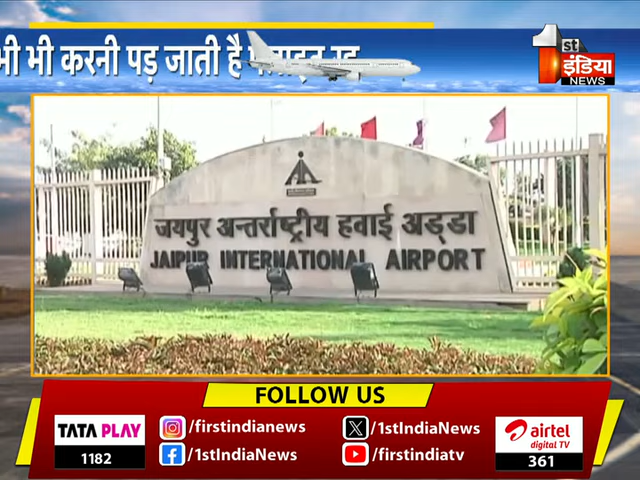 भी भी करनी पड़ जाती है
1st
इंडिया
NEWS
जयपुर अन्तर्राष्ट्रीय हवाई अड्डा
JAIPUR INTERNATIONAL AIRPORT
FOLLOW US
TATA PLAY
1182
/firstindianews
/1stIndiaNews
/1stIndiaNews
/firstindiatv
airtel
digital TV
361